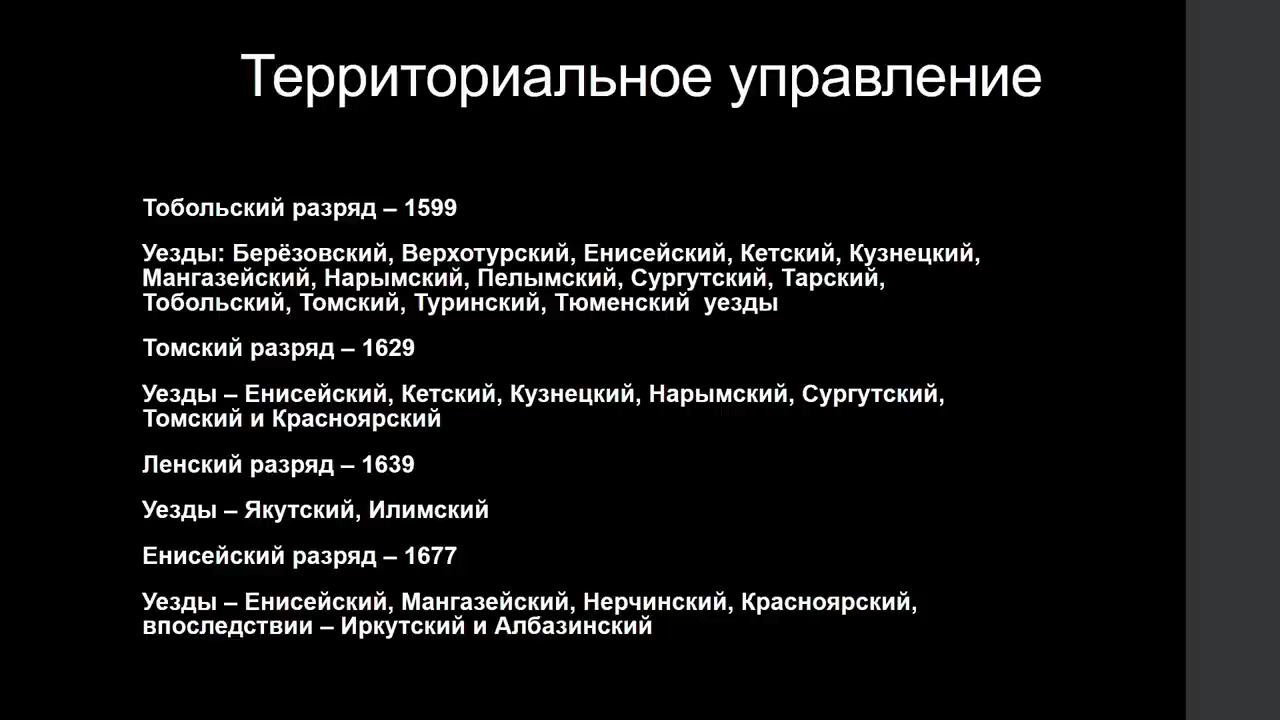 Территориальное управление
Тобольский разряд – 1599
Уезды: Берёзовский, Верхотурский, Енисейский, Кетский, Кузнецкий,
Мангазейский, Нарымский, Пелымский, Сургутский, Тарский,
Тобольский, Томский, Туринский, Тюменский  уезды
Томский разряд – 1629
Уезды – Енисейский, Кетский, Кузнецкий, Нарымский, Сургутский,
Томский и Красноярский
Ленский разряд – 1639
Уезды – Якутский, Илимский
Енисейский разряд – 1677
Уезды – Енисейский, Мангазейский, Нерчинский, Красноярский,
впоследствии – Иркутский и Албазинский